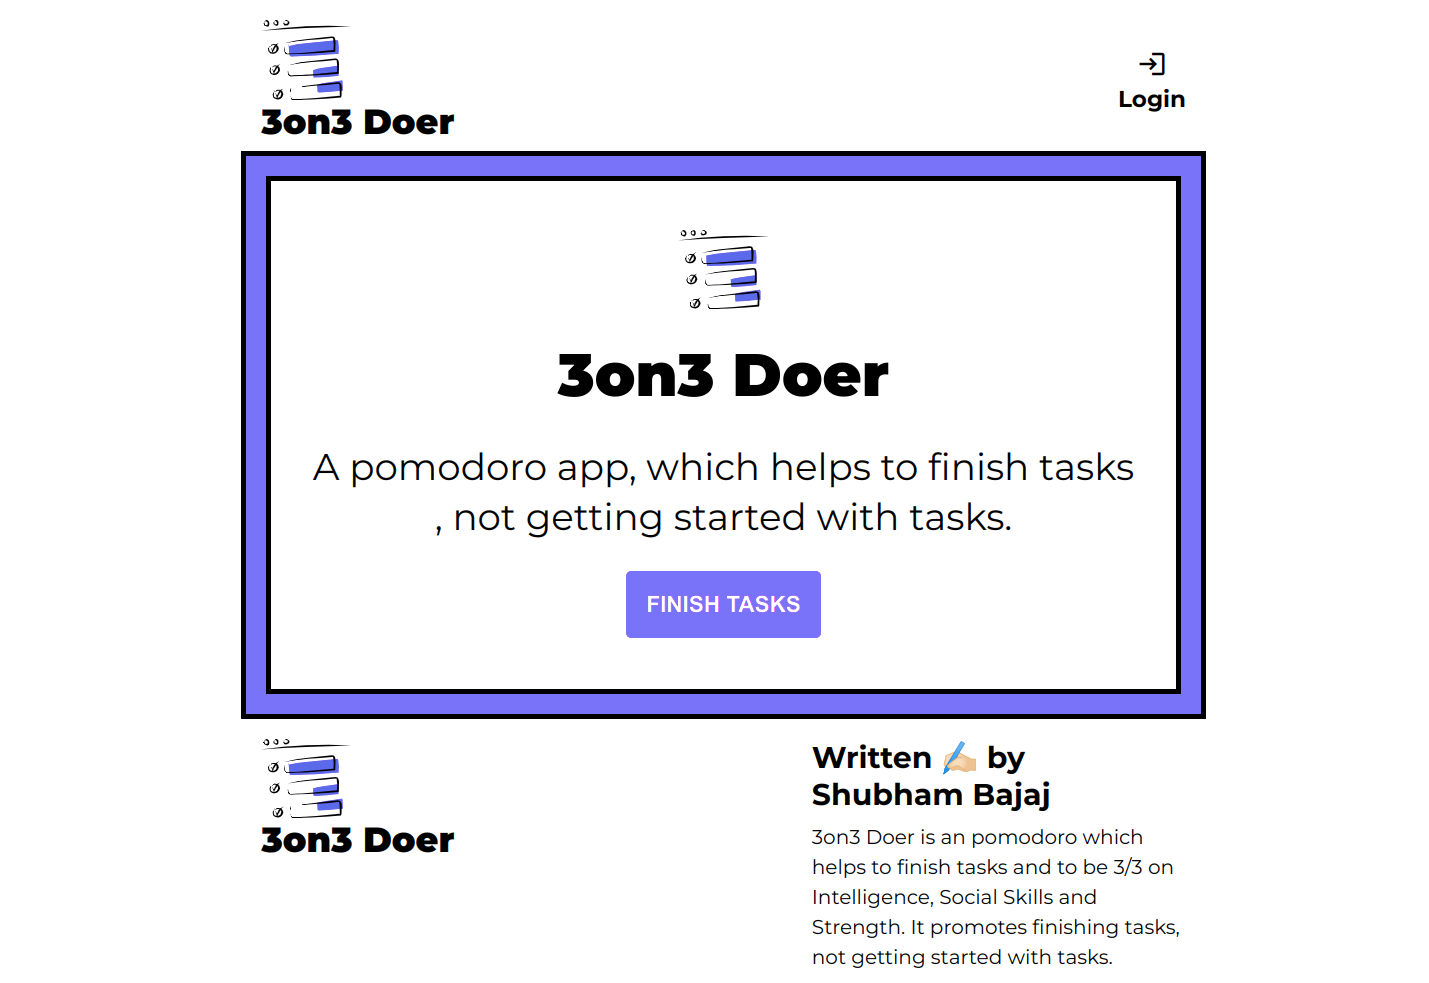 3on3 Doer
Login
3on3 Doer
A pomodoro app, which helps to finish tasks
, not getting started with tasks.
FINISH TASKS
3on3 Doer
Written ✍🏼 by
Shubham Bajaj
3on3 Doer is an pomodoro which
helps to finish tasks and to be 3/3 on
Intelligence, Social Skills and
Strength. It promotes finishing tasks,
not getting started with tasks.